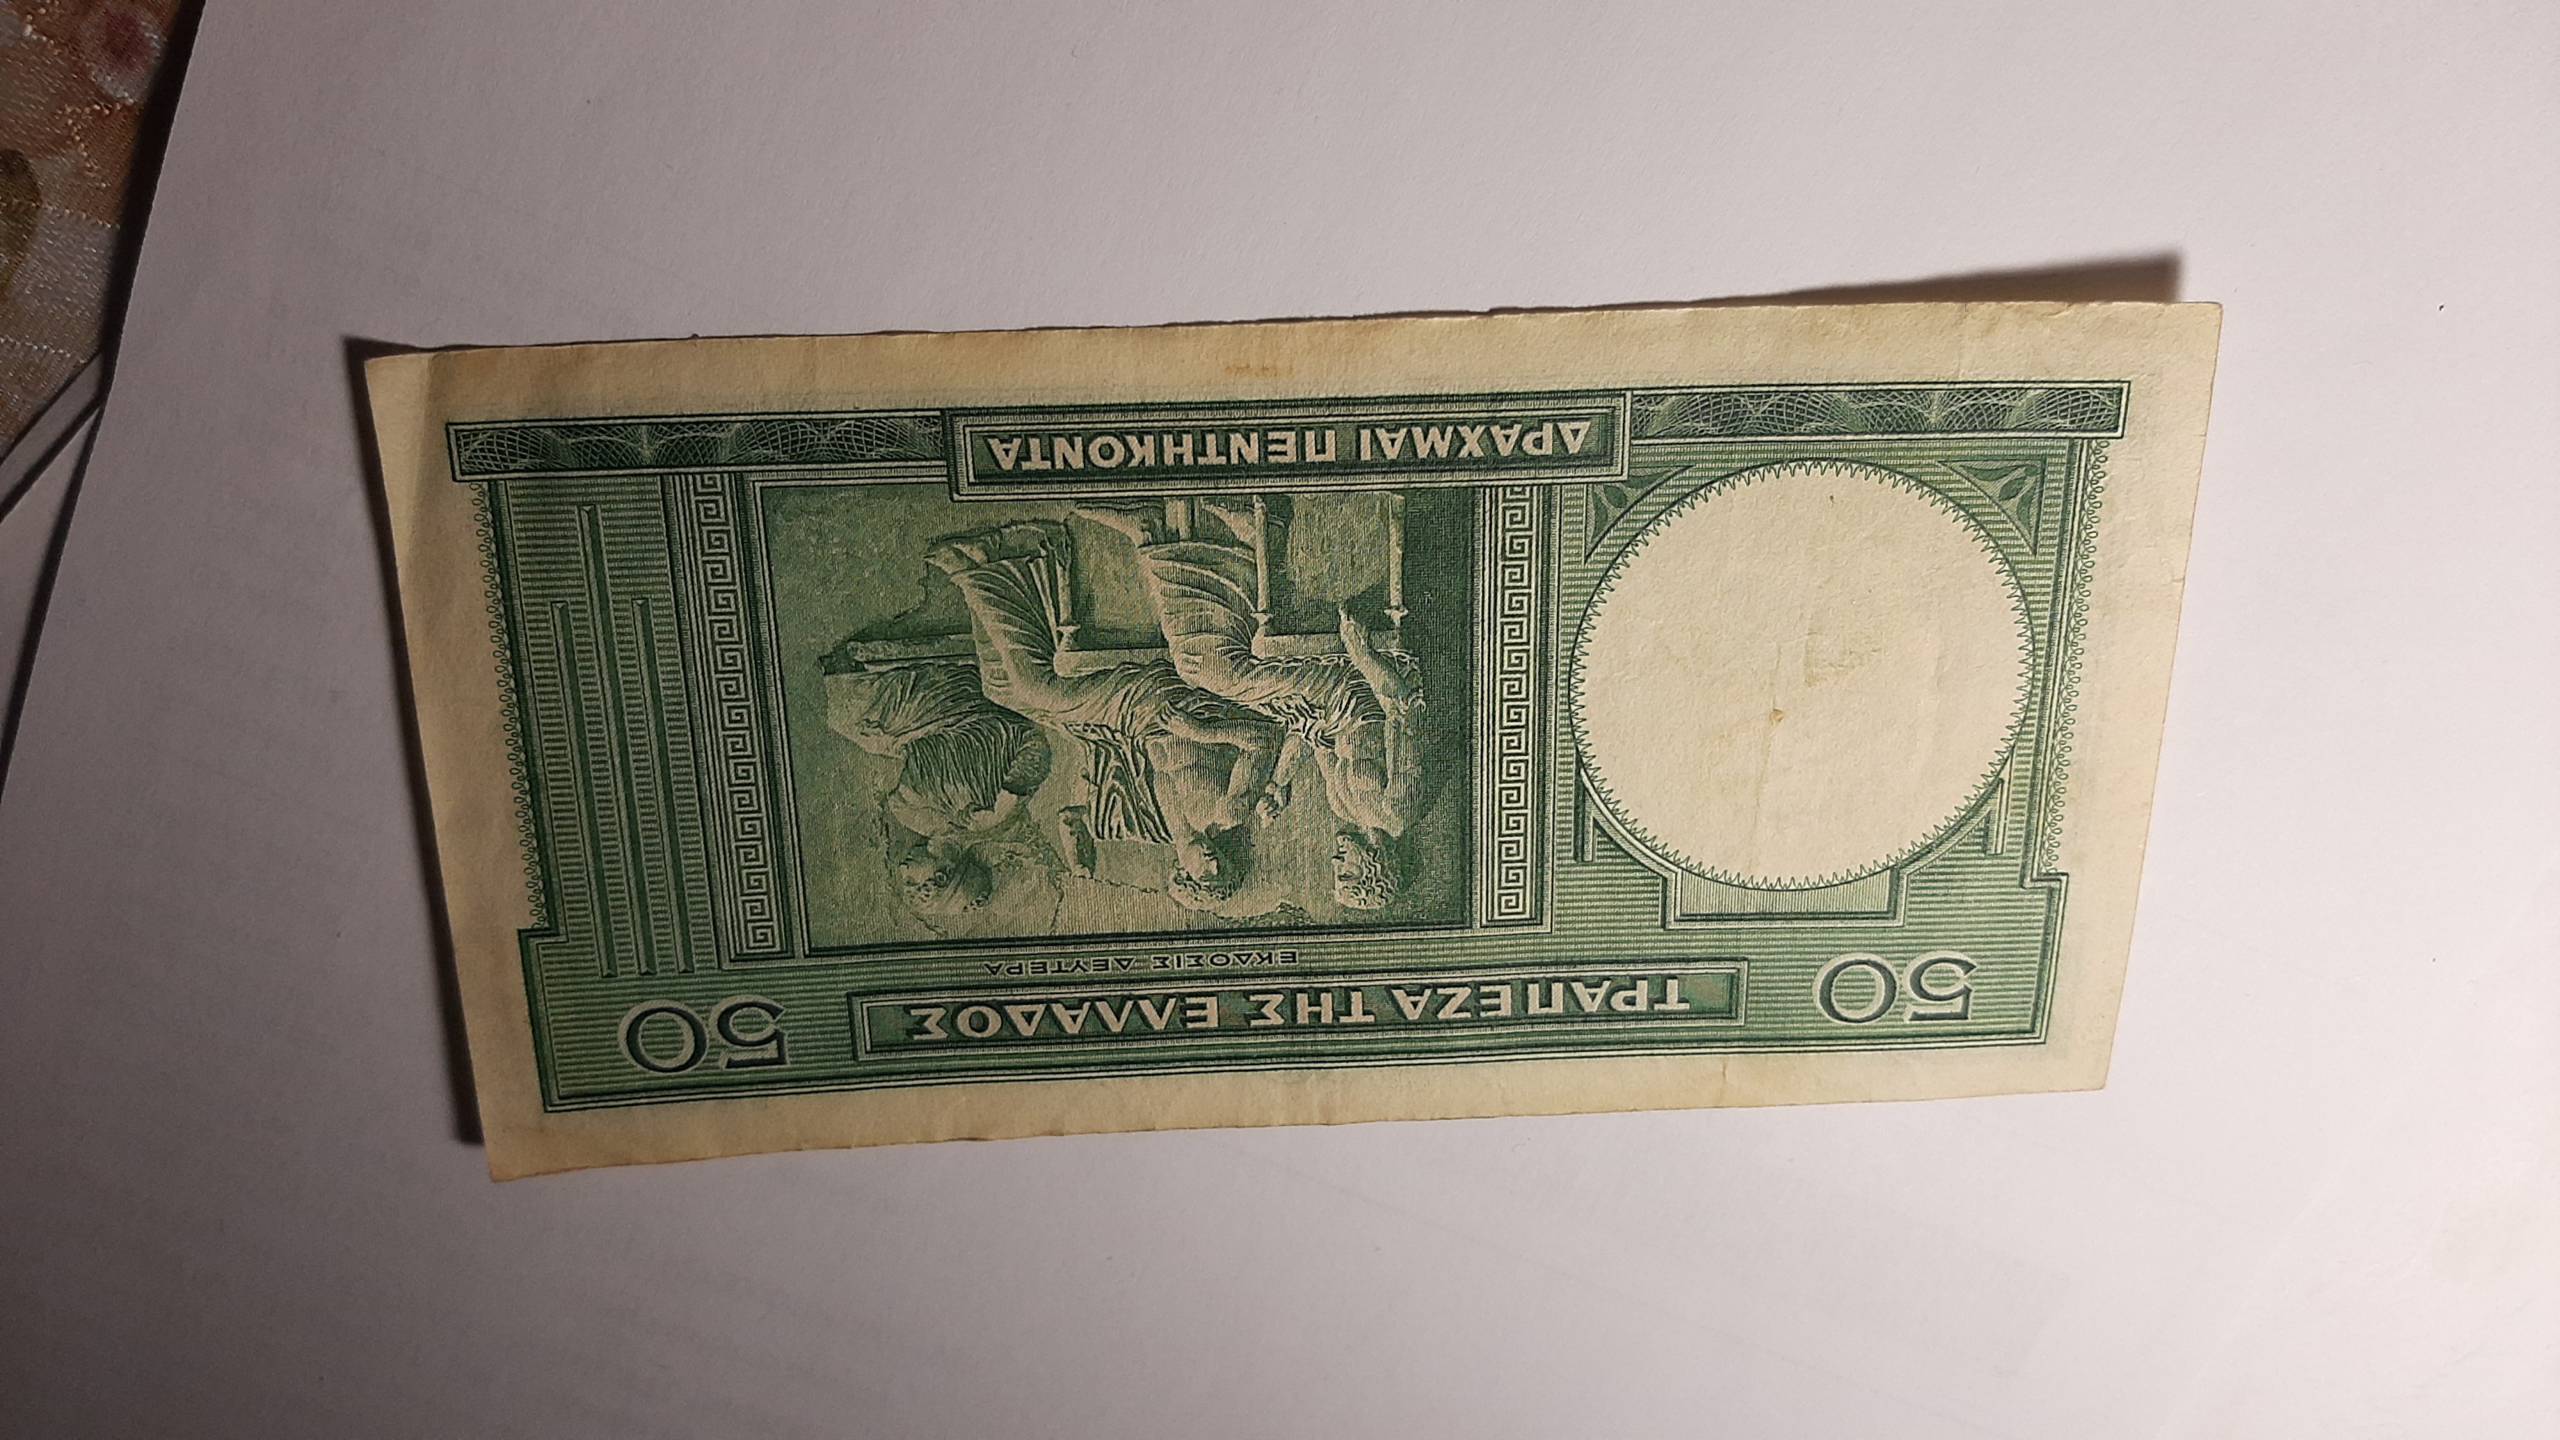 50
ΤΡΑΠΕΖΑ ΤΗΣ ΕΛΛΑΔΟΣ
50
ΕΚΔΟΣΙΣ ΔΕΥΤΕΡΑ
ΔΡΑΧΜΑΙ ΠΕΝΤΗΚΟΝΤΑ